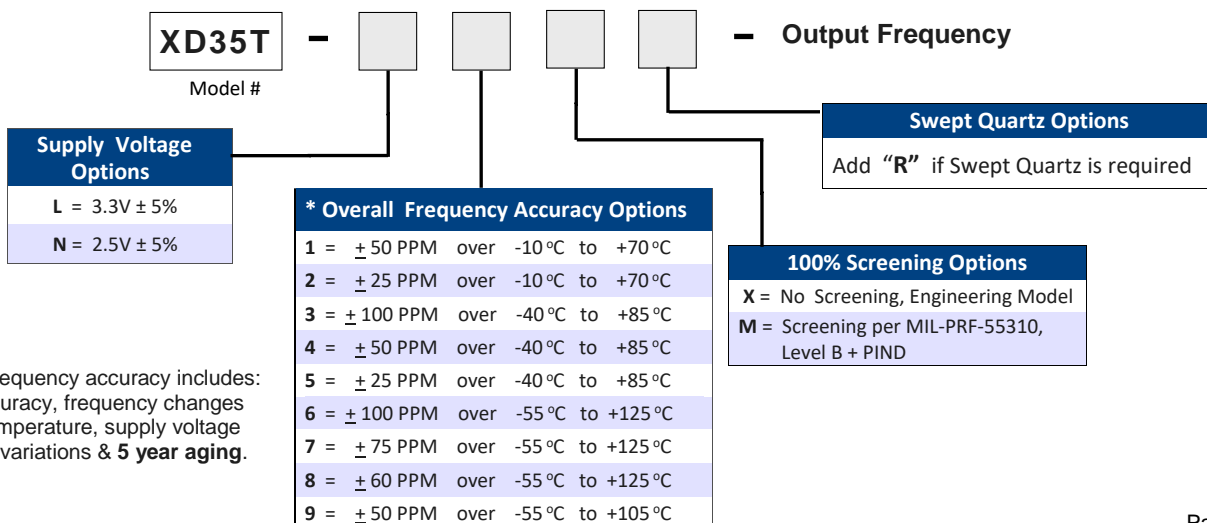 XD35T – – Output Frequency
Model #
Supply Voltage
Options
L = 3.3V ± 5%
N = 2.5V ± 5%
* Overall Frequency Accuracy Options
1 = ± 50 PPM over -10 ºC to +70 ºC
2 = ± 25 PPM over -10 ºC to +70 ºC
3 = ± 100 PPM over -40 ºC to +85 ºC
4 = ± 50 PPM over -40 ºC to +85 ºC
5 = ± 25 PPM over -40 ºC to +85 ºC
6 = ± 100 PPM over -55 ºC to +125 ºC
7 = ± 75 PPM over -55 ºC to +125 ºC
8 = ± 60 PPM over -55 ºC to +125 ºC
9 = ± 50 PPM over -55 ºC to +105 ºC
100% Screening Options
X = No Screening, Engineering Model
M = Screening per MIL-PRF-55310,
Level B + PIND
Swept Quartz Options
Add “R” if Swept Quartz is required
equency accuracy includes:
uracy, frequency changes
mperature, supply voltage
variations & 5 year aging.